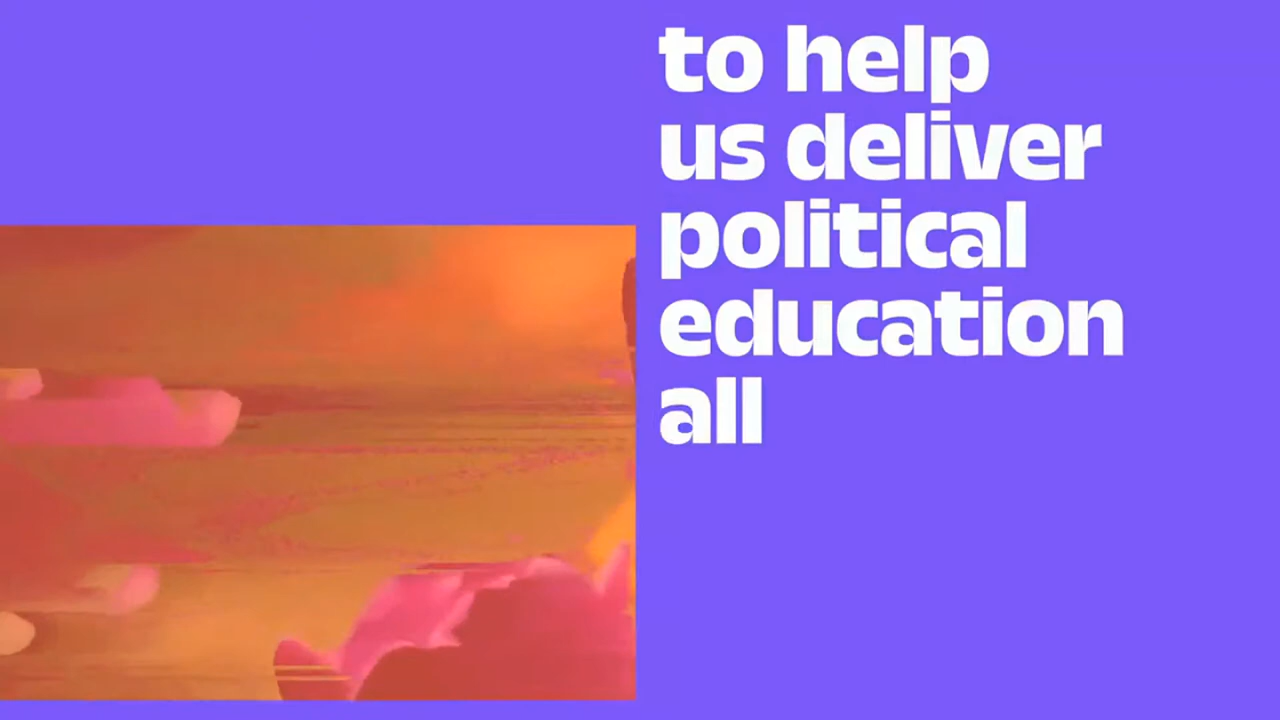 to help
us deliver
political
education
all